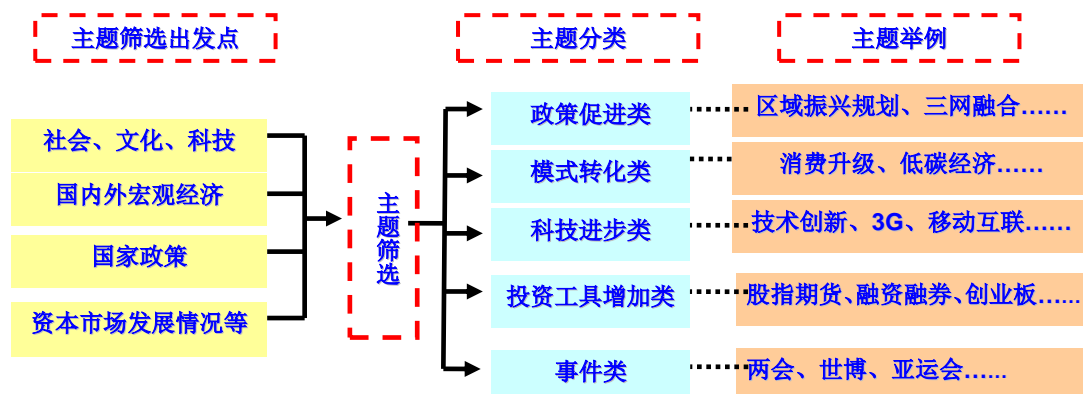 主题筛选出发点
主题分类
主题举例
社会、文化、科技
国内外宏观经济
国家政策
资本市场发展情况等
主题筛选
政策促进类
区域振兴规划、三网融合……
模式转化类
消费升级、低碳经济……
科技进步类
技术创新、3G、移动互联……
投资工具增加类
股指期货、融资融券、创业板……
事件类
两会、世博、亚运会……